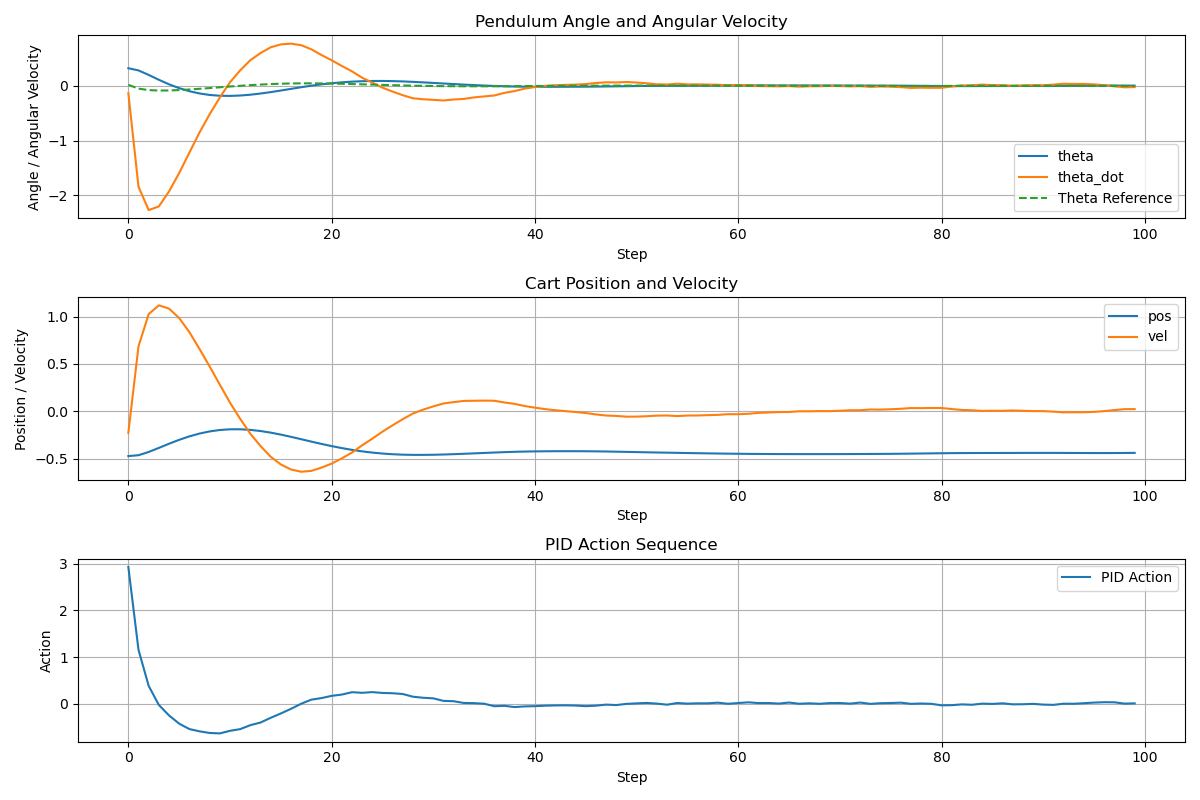 Pendulum Angle and Angular Velocity
Angle / Angular Velocity
0
−1
−2
theta
theta_dot
Theta Reference
0 20 40 60 80 100
Step
Cart Position and Velocity
Position / Velocity
1.0
0.5
0.0
−0.5
pos
vel
0 20 40 60 80 100
Step
PID Action Sequence
Action
3
2
1
0
PID Action
0 20 40 60 80 100
Step